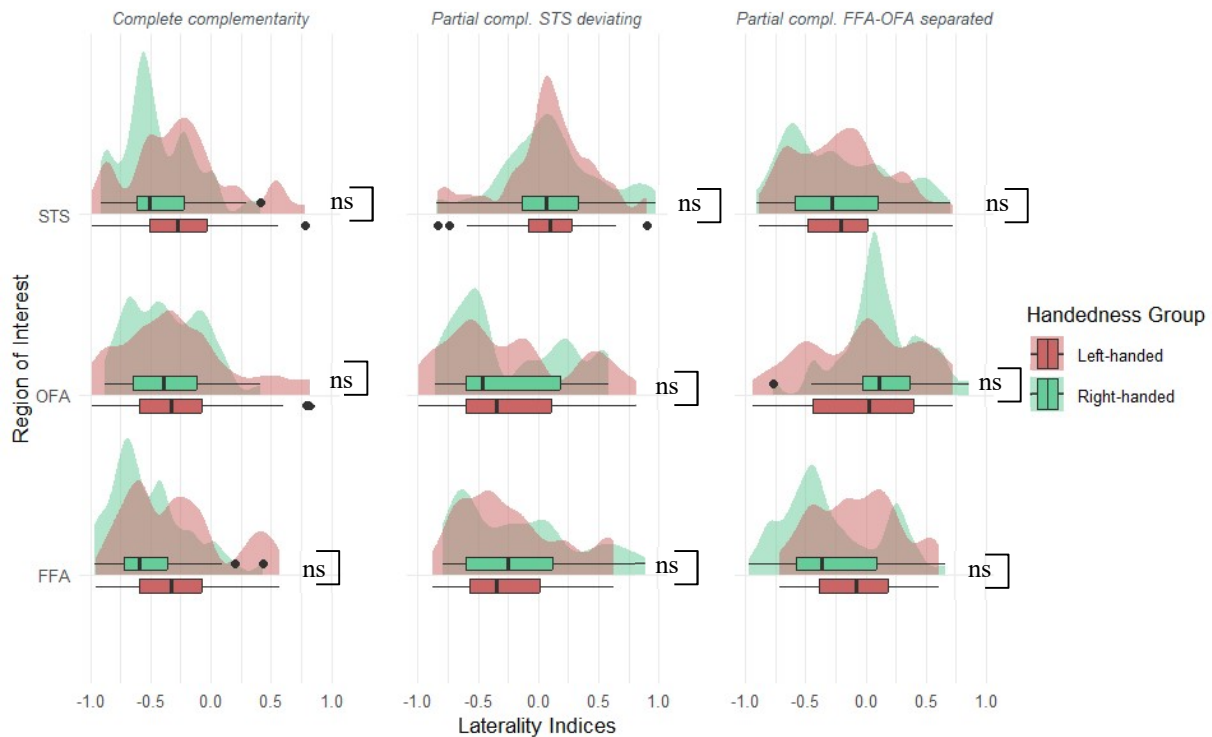 Complete complementarity
Partial compl. STS deviating
Partial compl. FFA-OFA separated
Region of Interest
STS
ns
ns
ns
OFA
ns
ns
ns
FFA
ns
ns
ns
Handedness Group
Left-handed
Right-handed
-1.0 -0.5 0.0 0.5 1.0
-1.0 -0.5 0.0 0.5 1.0
-1.0 -0.5 0.0 0.5 1.0
Laterality Indices